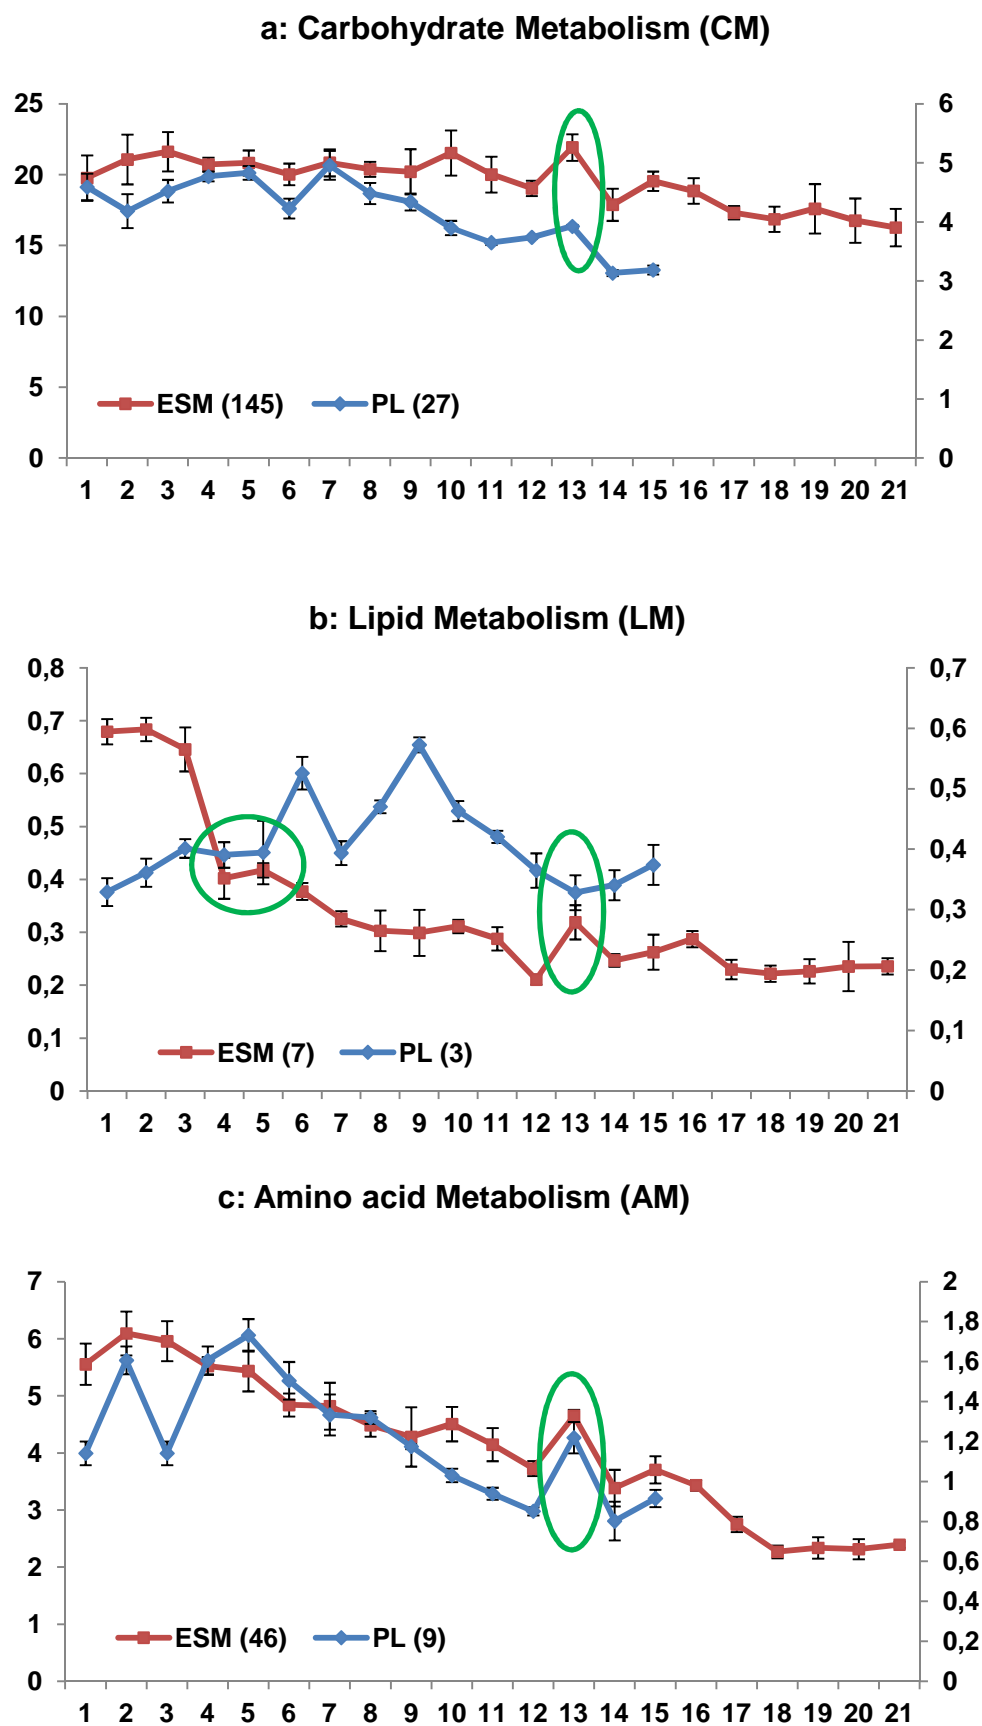 a: Carbohydrate Metabolism (CM)
25 6
20 5
4
15
3
10
2
5 ESM (145) PL (27) 1
0 0
1 2 3 4 5 6 7 8 9 10 11 12 13 14 15 16 17 18 19 20 21
b: Lipid Metabolism (LM)
0,8 0,7
0,7 0,6
0,6 0,5
0,5 0,4
0,4
0,3 0,3
0,2 0,2
0,1 ESM (7) PL (3) 0,1
0 0
1 2 3 4 5 6 7 8 9 10 11 12 13 14 15 16 17 18 19 20 21
c: Amino acid Metabolism (AM)
7 2
6 1,8
1,6
5 1,4
4 1,2
3 1
0,8
2 0,6
1 0,4
ESM (46) PL (9) 0,2
0 0
1 2 3 4 5 6 7 8 9 10 11 12 13 14 15 16 17 18 19 20 21